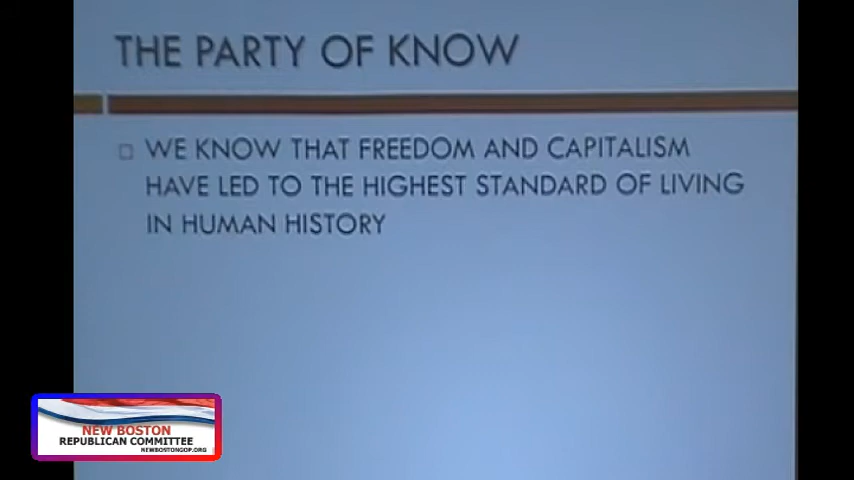 THE PARTY OF KNOW
WE KNOW THAT FREEDOM AND CAPITALISM
HAVE LED TO THE HIGHEST STANDARD OF LIVING
IN HUMAN HISTORY
NEW BOSTON
REPUBLICAN COMMITTEE
NEWBOSTONGOP.ORG